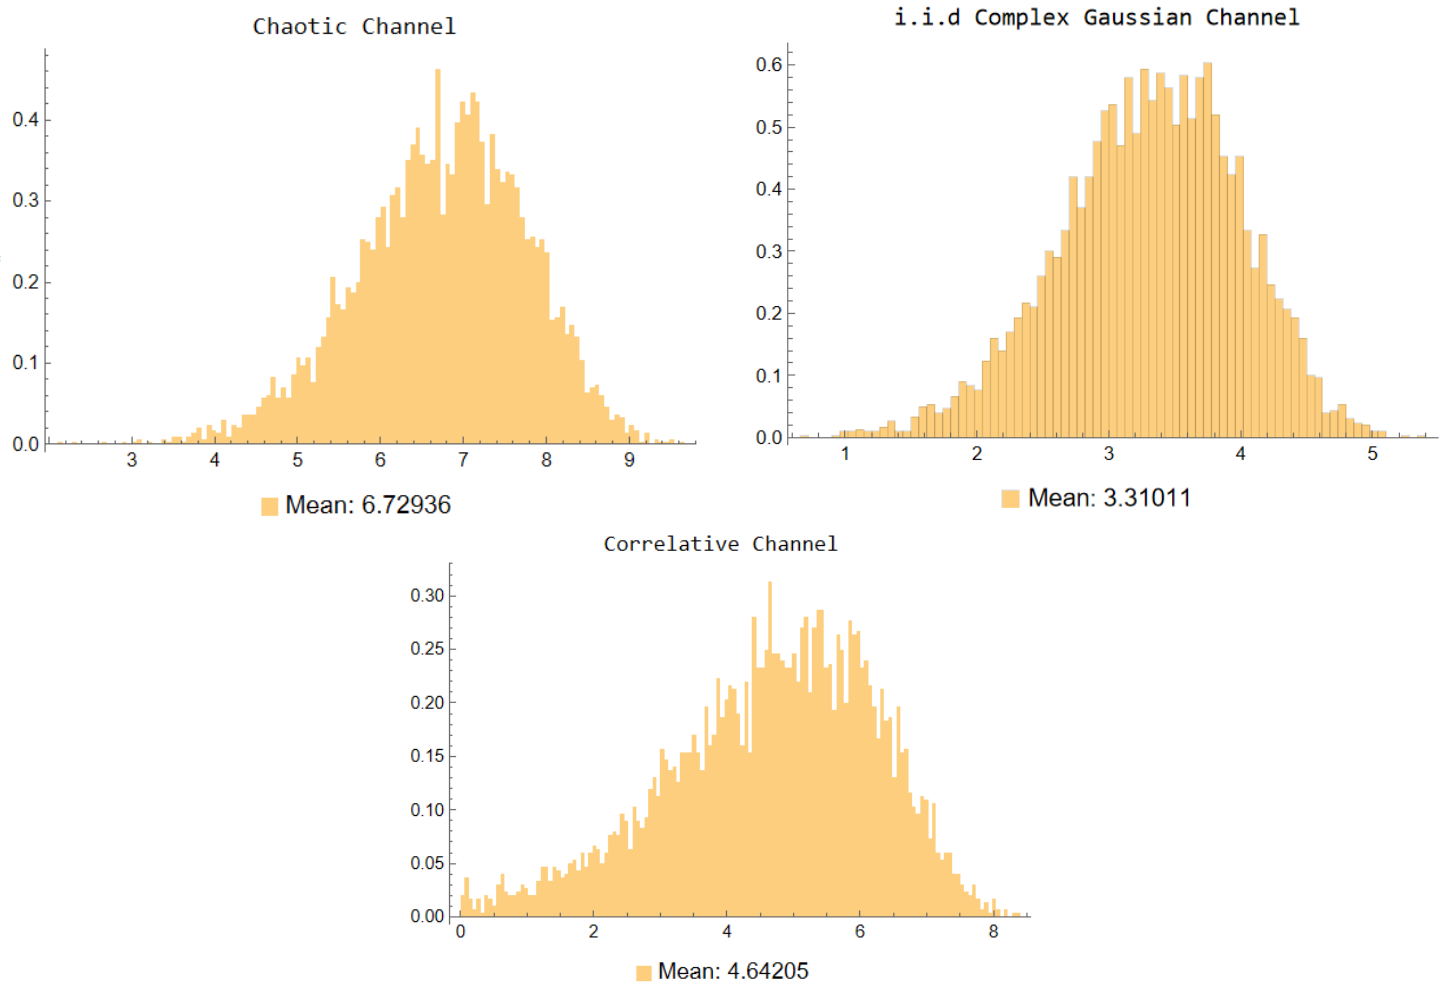 Chaotic Channel
0.4
0.3
0.2
0.1
0.0
3 4 5 6 7 8 9
Mean: 6.72936
i.i.d Complex Gaussian Channel
0.6
0.5
0.4
0.3
0.2
0.1
0.0
1 2 3 4 5
Mean: 3.31011
Correlative Channel
0.30
0.25
0.20
0.15
0.10
0.05
0.00
0 2 4 6 8
Mean: 4.64205